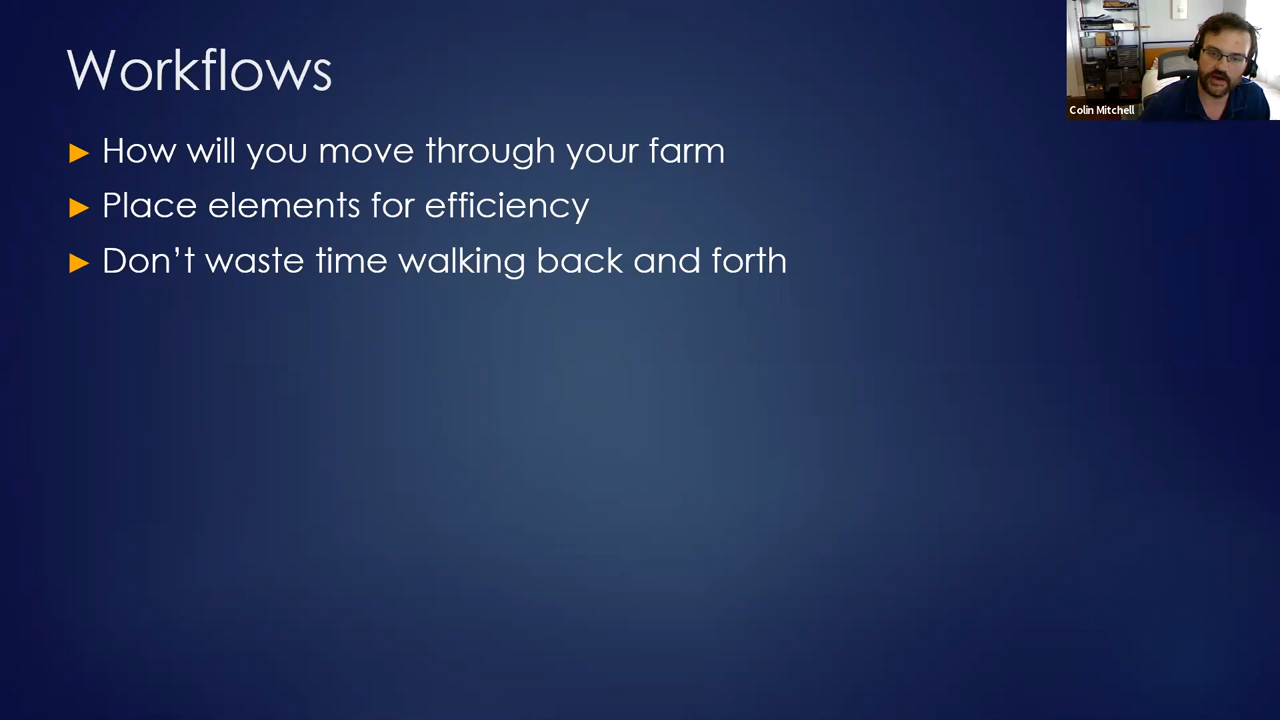 Workflows
How will you move through your farm
Place elements for efficiency
Don’t waste time walking back and forth
Colin Mitchell